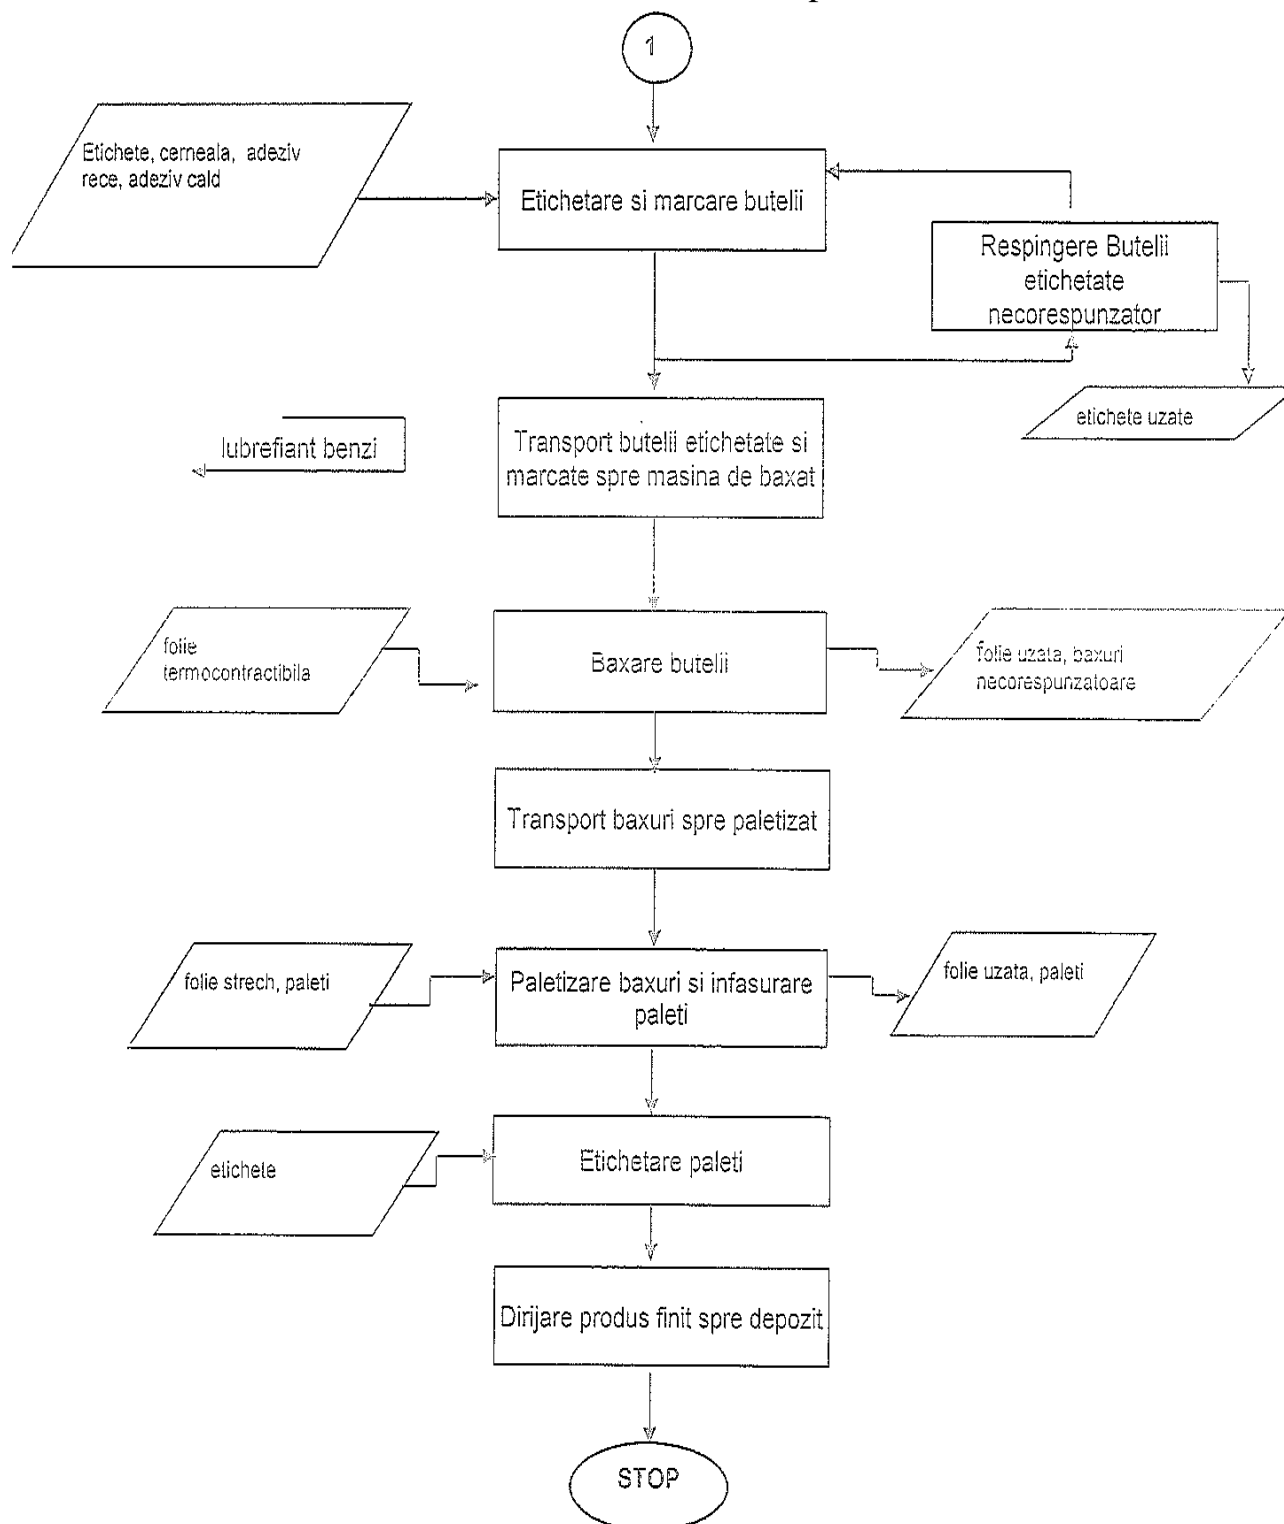 1
Etichete, cerneala, adeziv
rece, adeziv cald
Etichetare si marcare butelii
Respingere Butelii
etichetate
necorespunzator
etichete uzate
lubrefiant benzi
Transport butelii etichetate si
marcate spre masina de baxat
folie
termocontractibila
Baxare butelii
folie uzata, baxuri
necorespunzatoare
Transport baxuri spre paletizat
folie strech, paleti
Paletizare baxuri si infasurare
paleti
folie uzata, paleti
etichete
Etichetare paleti
Dirijare produs finit spre depozit
STOP